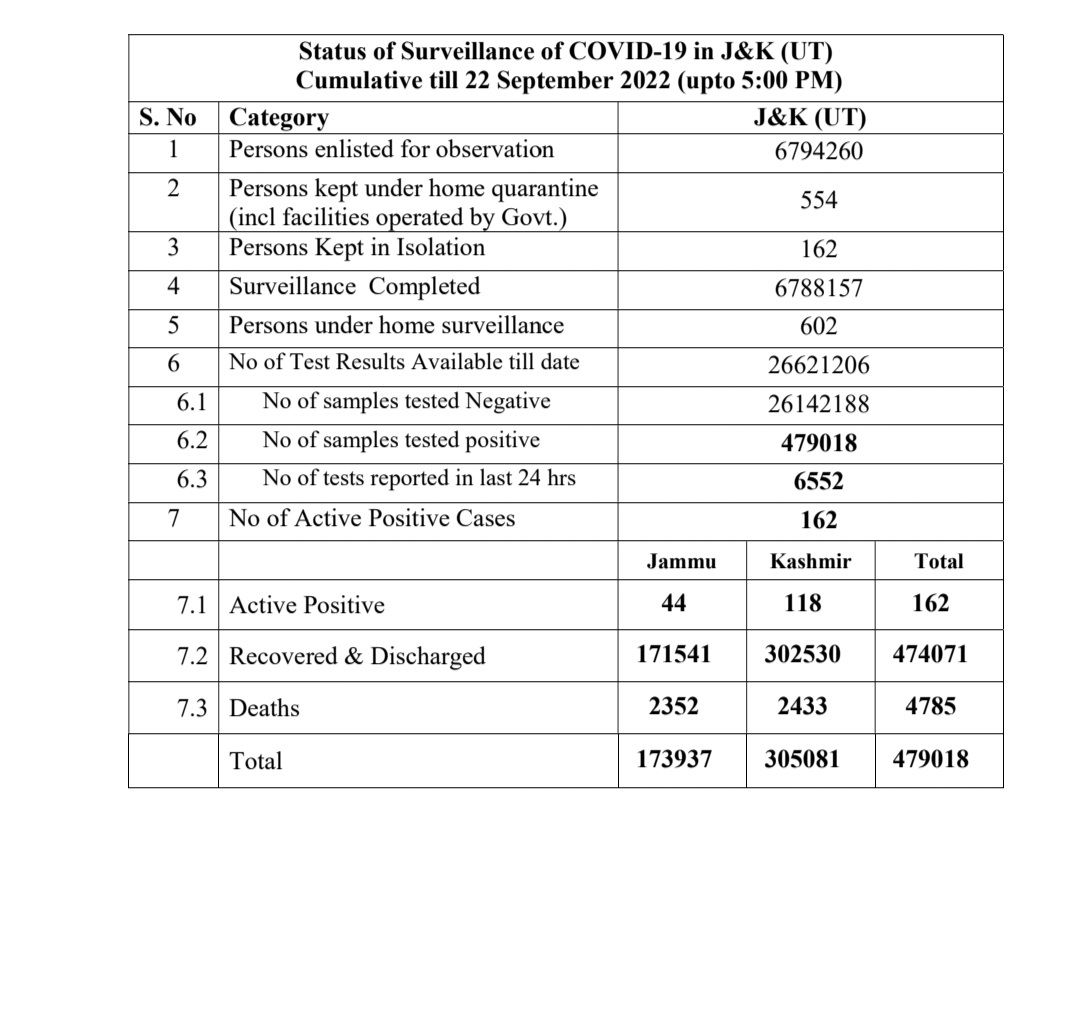 Status of Surveillance of COVID-19 in J&K (UT)
Cumulative till 22 September 2022 (upto 5:00 PM)
S. No Category J&K (UT)
1 Persons enlisted for observation 6794260
2 Persons kept under home quarantine
(incl facilities operated by Govt.) 554
3 Persons Kept in Isolation 162
4 Surveillance Completed 6788157
5 Persons under home surveillance 602
6 No of Test Results Available till date 26621206
6.1 No of samples tested Negative 26142188
6.2 No of samples tested positive 479018
6.3 No of tests reported in last 24 hrs 6552
7 No of Active Positive Cases 162
Jammu Kashmir Total
7.1 Active Positive 44 118 162
7.2 Recovered & Discharged 171541 302530 474071
7.3 Deaths 2352 2433 4785
Total 173937 305081 479018